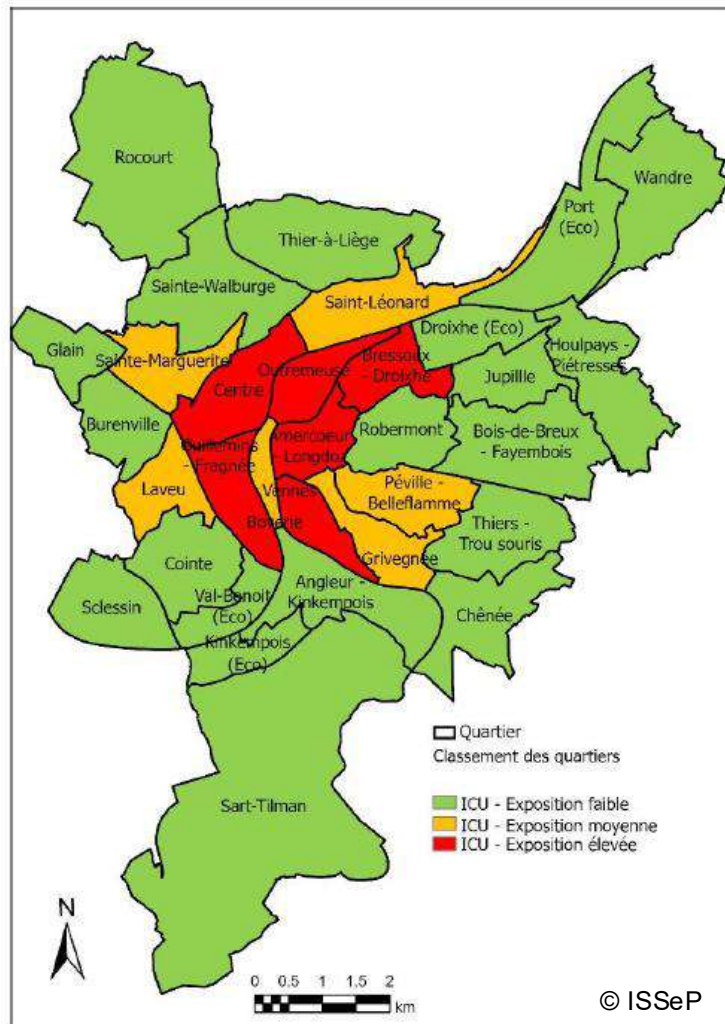 Rocourt
Wandre
Port
(Eco)
Thier-à-Liège
Sainte-Walburge
Saint-Léonard
Droixhe (Eco)
Houlpays -
Piétresses
Glain
Sainte-Marguerite
Outremeuse
Bressoux
- Droixhe
Jupillle
Centre
Burenville
Robermont
Bois-de-Breux
- Fayembois
Guillemins
- Fragnée
Amercoeur
- Longdoz
Laveu
Vennes
Péville -
Belleflamme
Boverie
Thiers -
Trou souris
Cointe
Grivegnée
Angleur -
Kinkempois
Sclessin
Val-Benoit
(Eco)
Chênée
Kinkempois
(Eco)
Sart-Tilman
Quartier
Classement des quartiers
ICU - Exposition faible
ICU - Exposition moyenne
ICU - Exposition élevée
N
0 0.5 1 1.5 2
km
© ISSeP